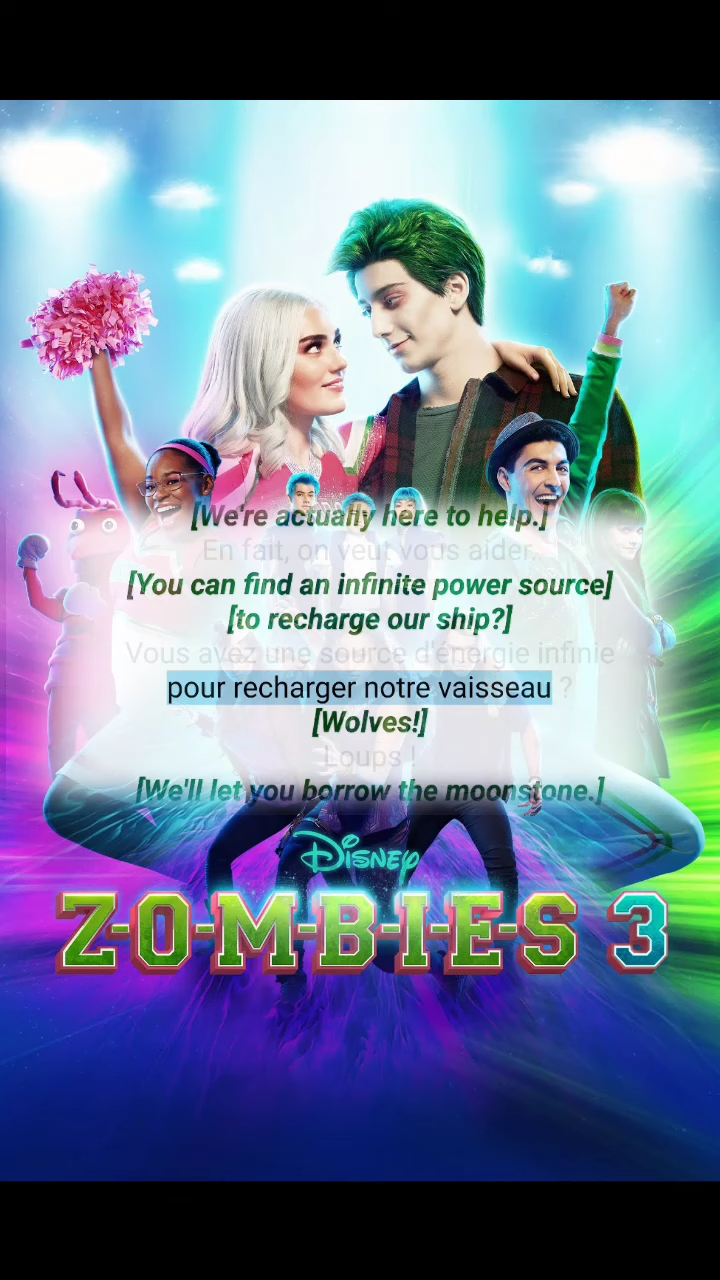 [We're actually here to help.]
En fait, on veut vous aider.
[You can find an infinite power source]
[to recharge our ship?]
Vous avez une source d'énergie infinie
pour recharger notre vaisseau ?
[Wolves!]
Loups !
[We'll let you borrow the moonstone.]
Disney
Z-O-M-B-I-E-S 3